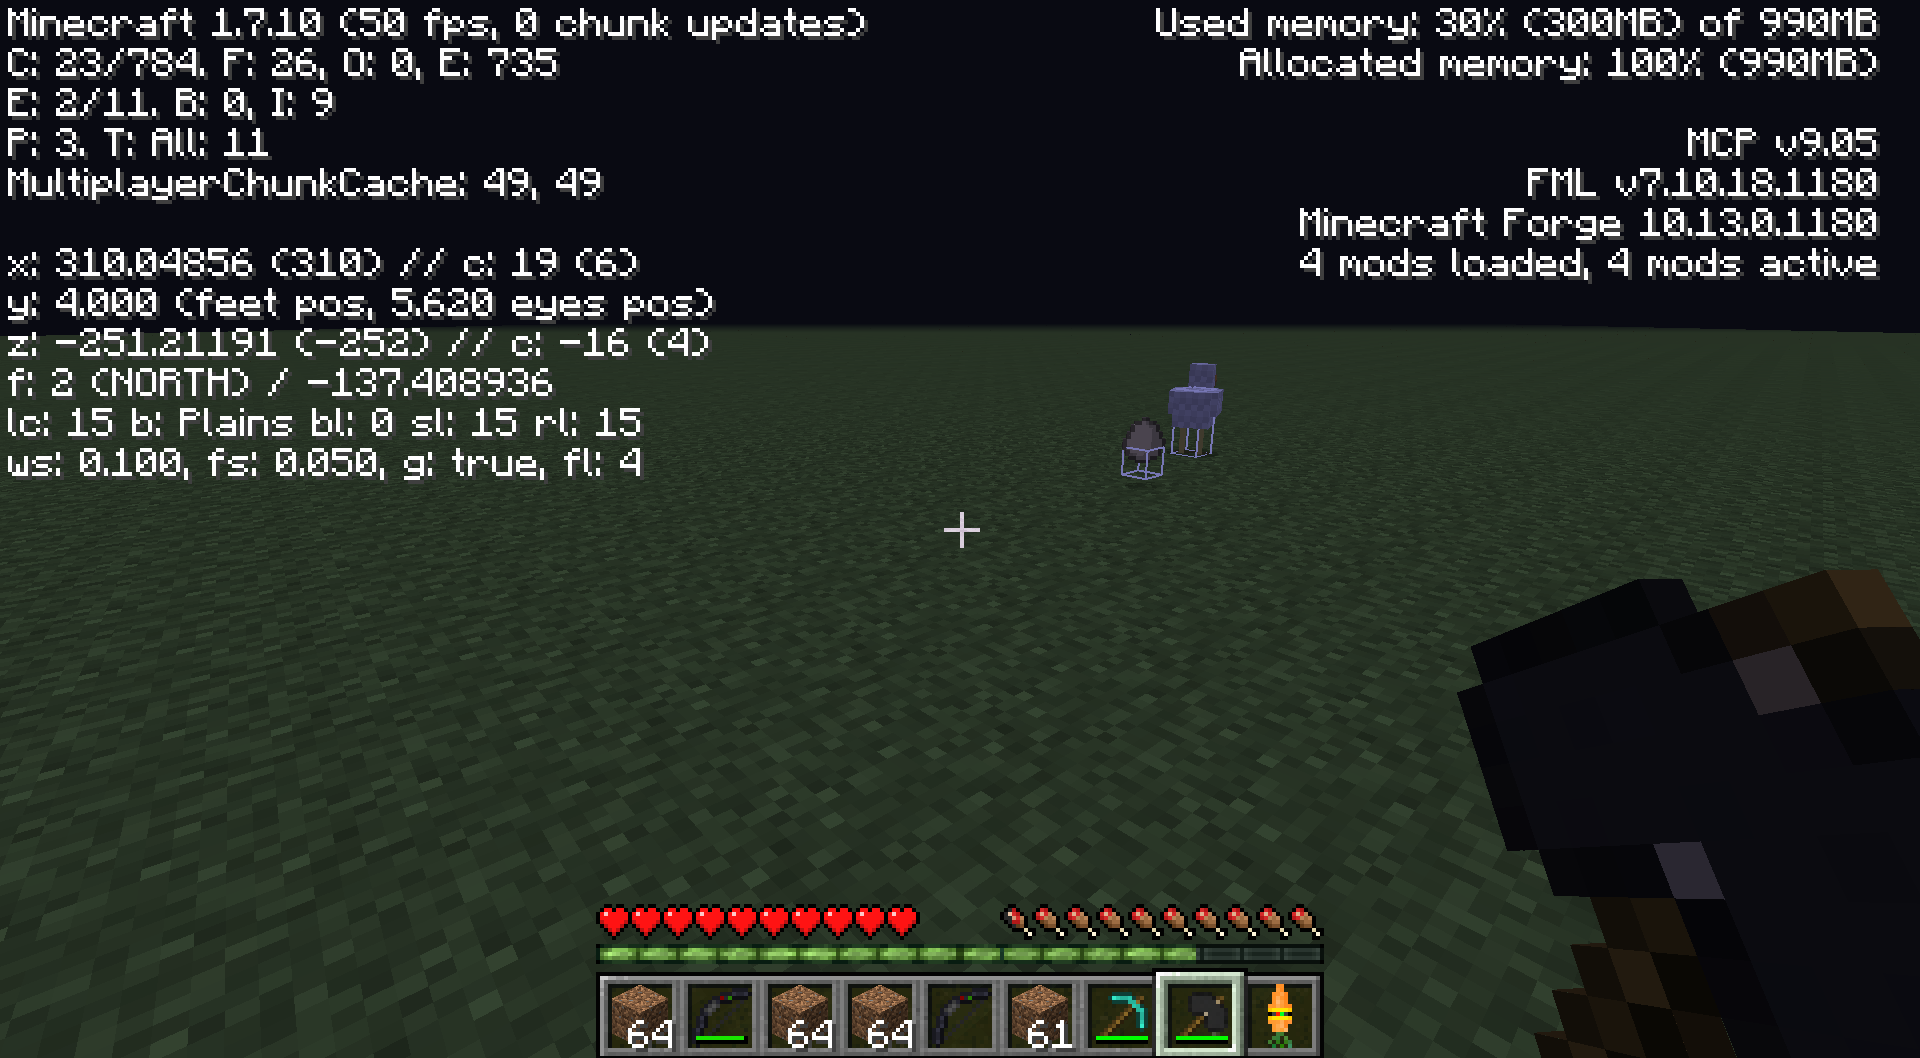 Minecraft 1.7.10 (50 fps, 0 chunk updates)
C: 23/784. F: 26, O: 0, E: 735
E: 2/11. B: 0, I: 9
P: 3. T: All: 11
MultiplayerChunkCache: 49, 49
x: 310.04856 (310) // c: 19 (6)
y: 4.000 (feet pos, 5.620 eyes pos)
z: -251.21191 (-252) // c: -16 (4)
f: 2 (NORTH) / -137.408936
lc: 15 b: Plains bl: 0 sl: 15 rl: 15
ws: 0.100, fs: 0.050, g: true, fl: 4
Used memory: 30% (300MB) of 990MB
Allocated memory: 100% (990MB)
MCP v9.05
FML v7.10.18.1180
Minecraft Forge 10.13.0.1180
4 mods loaded, 4 mods active
64 64 64 61